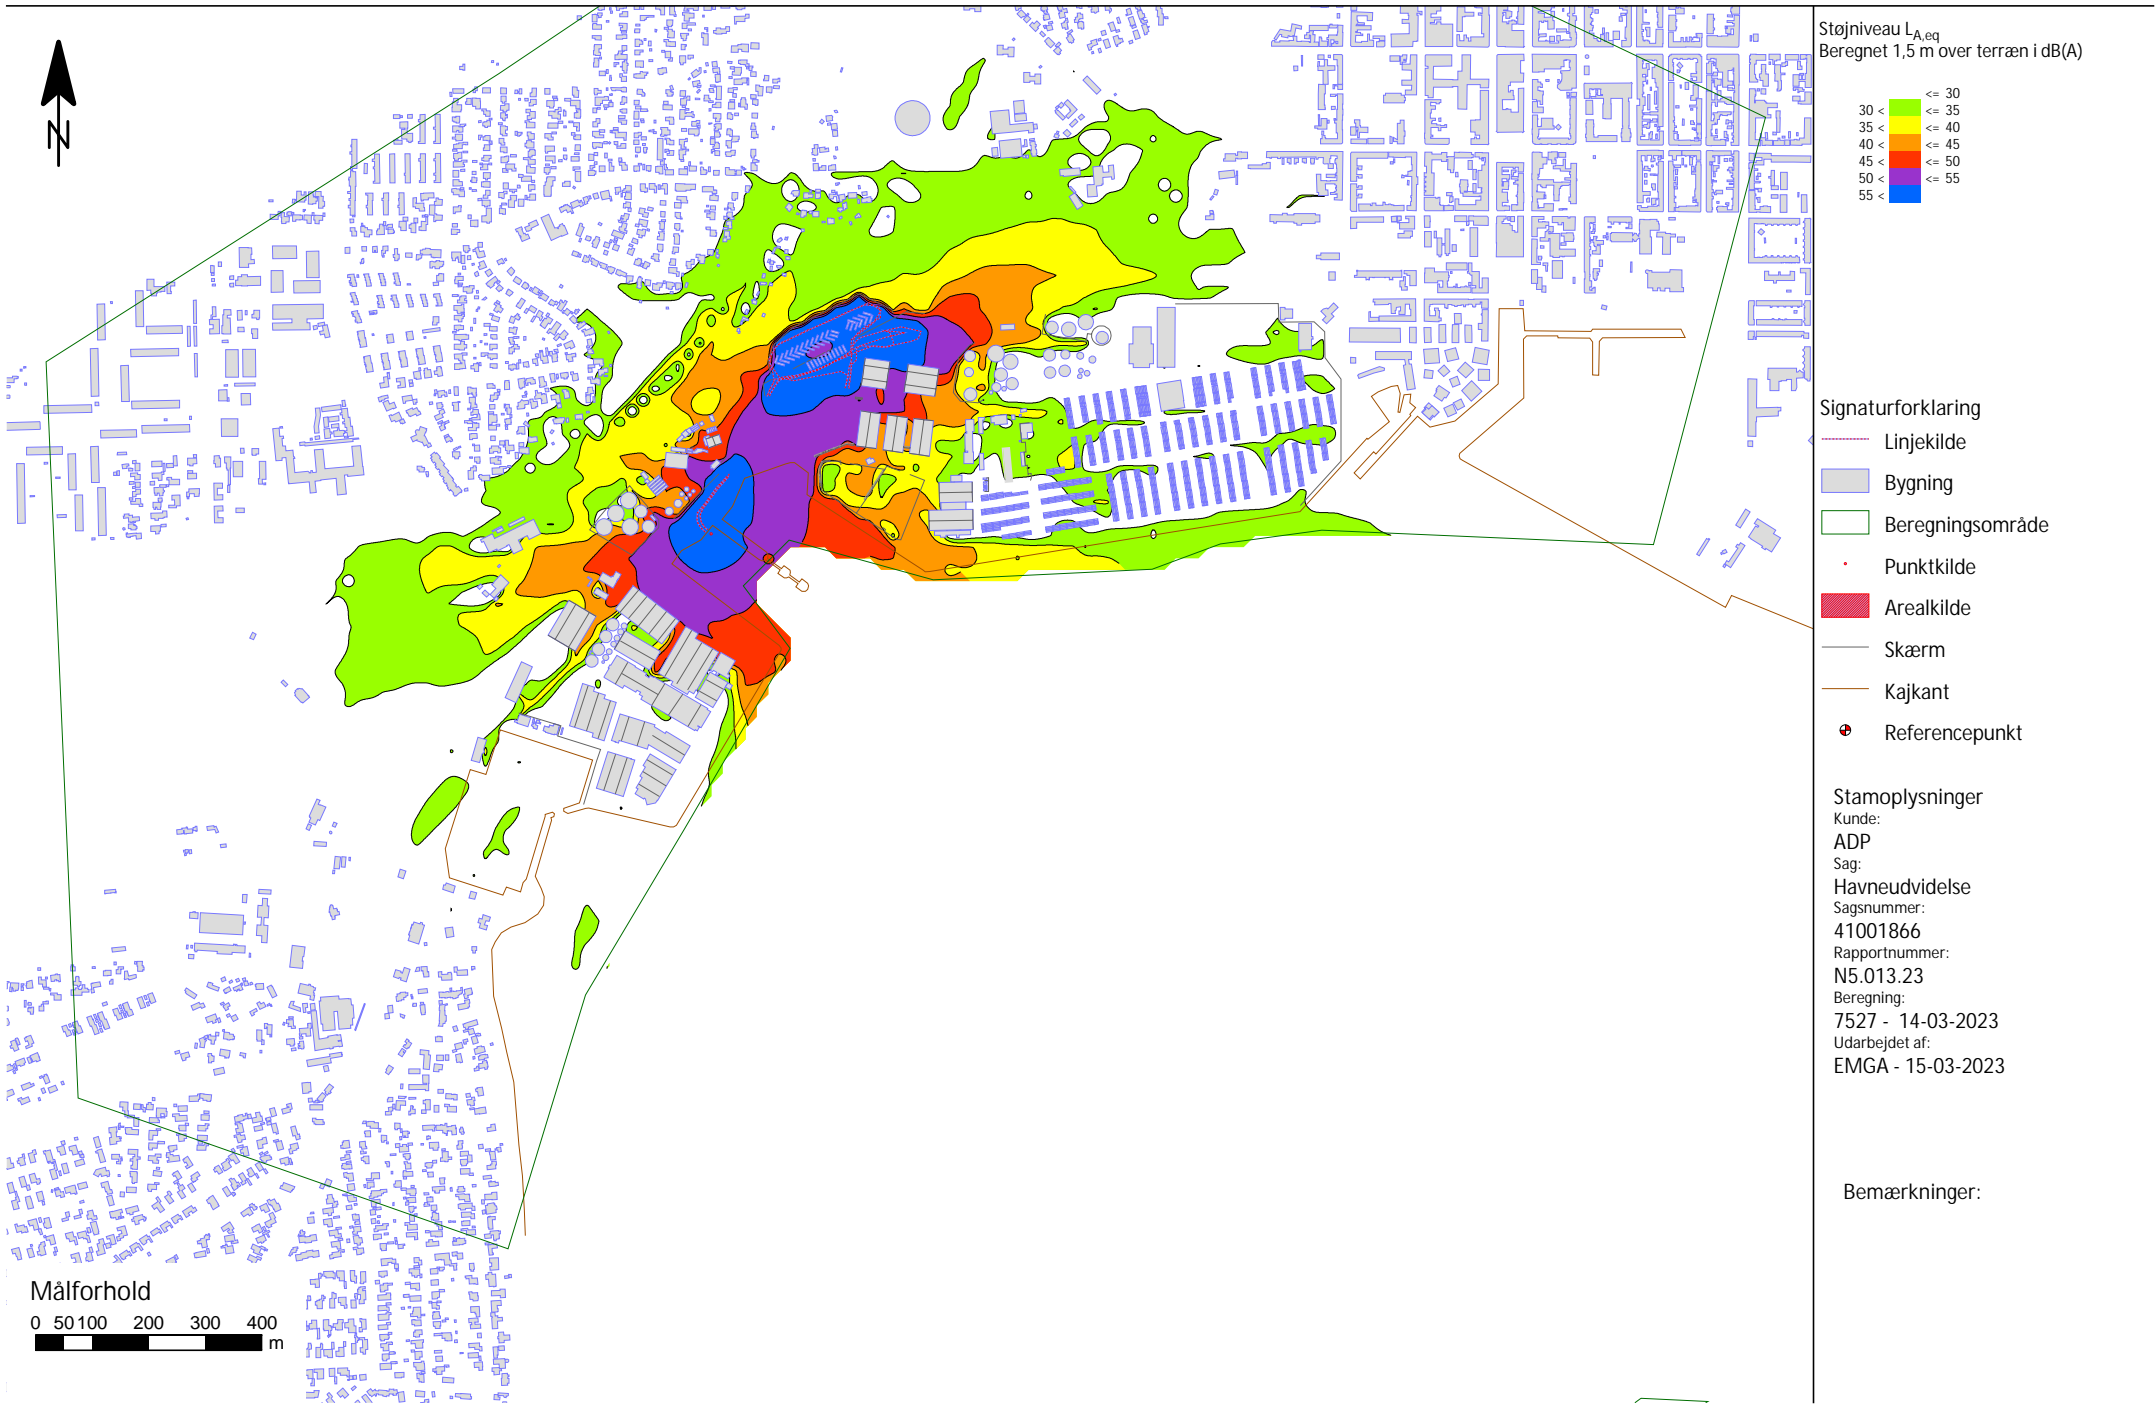 N
Støjniveau LA,eq
Beregnet 1,5 m over terræn i dB(A)
<= 30
30 < <= 35
35 < <= 40
40 < <= 45
45 < <= 50
50 < <= 55
55 <
Signaturforklaring
Linjekilde
Bygning
Beregningsområde
Punktkilde
Arealkilde
Skærm
Kajkant
Referencepunkt
Stamoplysninger
Kunde:
ADP
Sag:
Havneudvidelse
Sagsnummer:
41001866
Rapportnummer:
N5.013.23
Beregning:
7527 - 14-03-2023
Udarbejdet af:
EMGA - 15-03-2023
Bemærkninger:
Målforhold
0 50 100 200 300 400
m